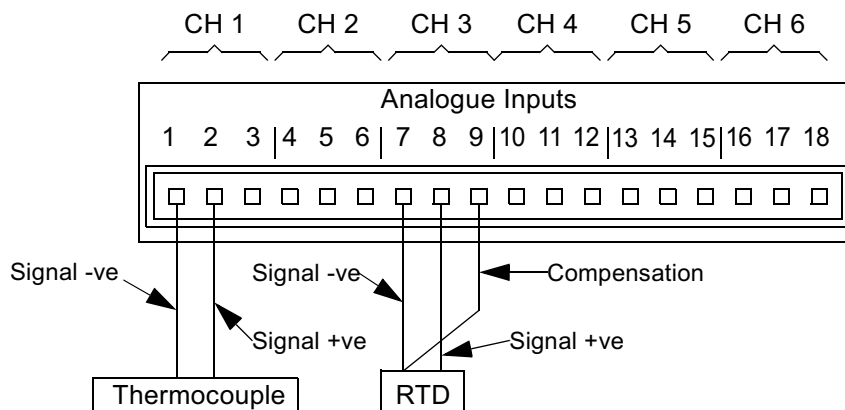 CH 1 CH 2 CH 3 CH 4 CH 5 CH 6
Analogue Inputs
1 2 3 4 5 6 7 8 9 10 11 12 13 14 15 16 17 18
Signal -ve Signal -ve Compensation
Signal +ve Signal +ve
Thermocouple RTD